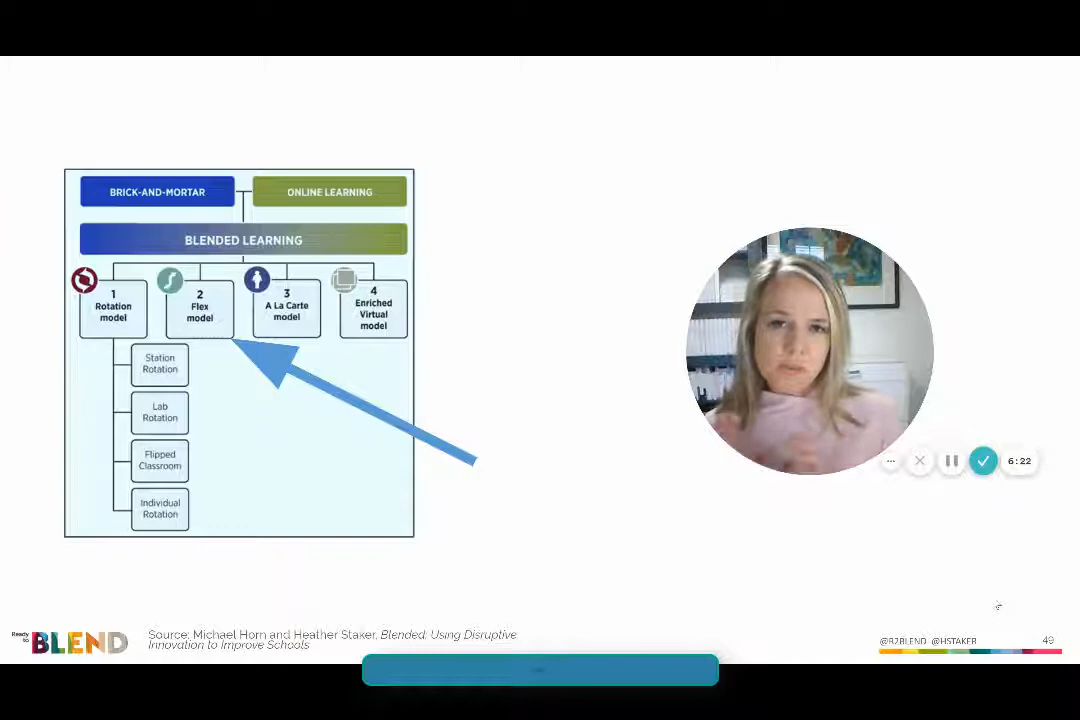 BRICK-AND-MORTAR
ONLINE LEARNING
BLENDED LEARNING
1
Rotation
model
2
Flex
model
3
A La Carte
model
4
Enriched
Virtual
model
Station
Rotation
Lab
Rotation
Flipped
Classroom
Individual
Rotation
6:22
Ready
to
BLEND
Source: Michael Horn and Heather Staker, Blended: Using Disruptive
Innovation to Improve Schools
@R2BLEND @HSTAKER
49